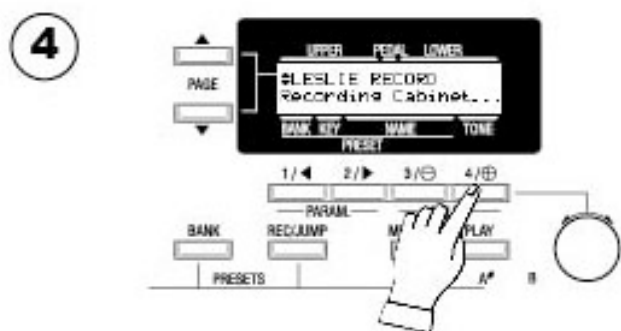 4
UPPER PEDAL LOWER
PAGE
LESLIE RECORD
Recording Cabinet...
BANK KEY NAME TONE
PRESET
1/◀ 2/▶ 3/⊖ 4/⊕
PARAM.
BANK REC/JUMP PLAY
PRESETS
B